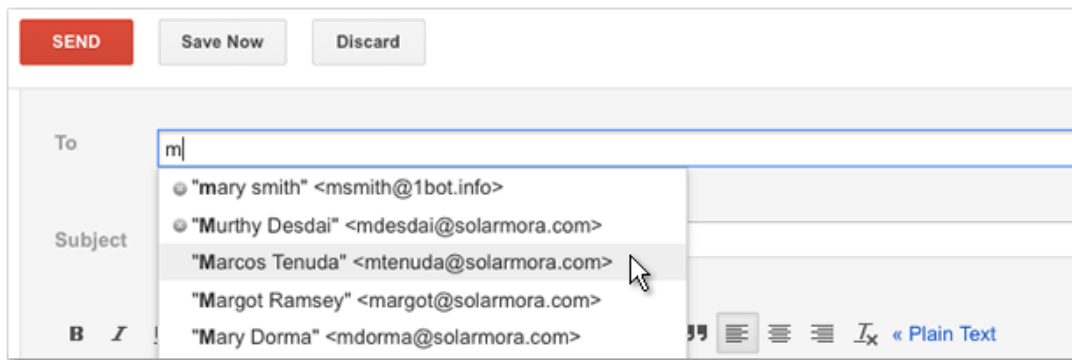 SEND Save Now Discard
To m
"mary smith" <msmith@1bot.info>
"Murthy Desdai" <mdesdai@solarmora.com>
Subject
"Marcos Tenuda" <mtenuda@solarmora.com>
"Margot Ramsey" <margot@solarmora.com>
B I "Mary Dorma" <mdorma@solarmora.com> « Plain Text